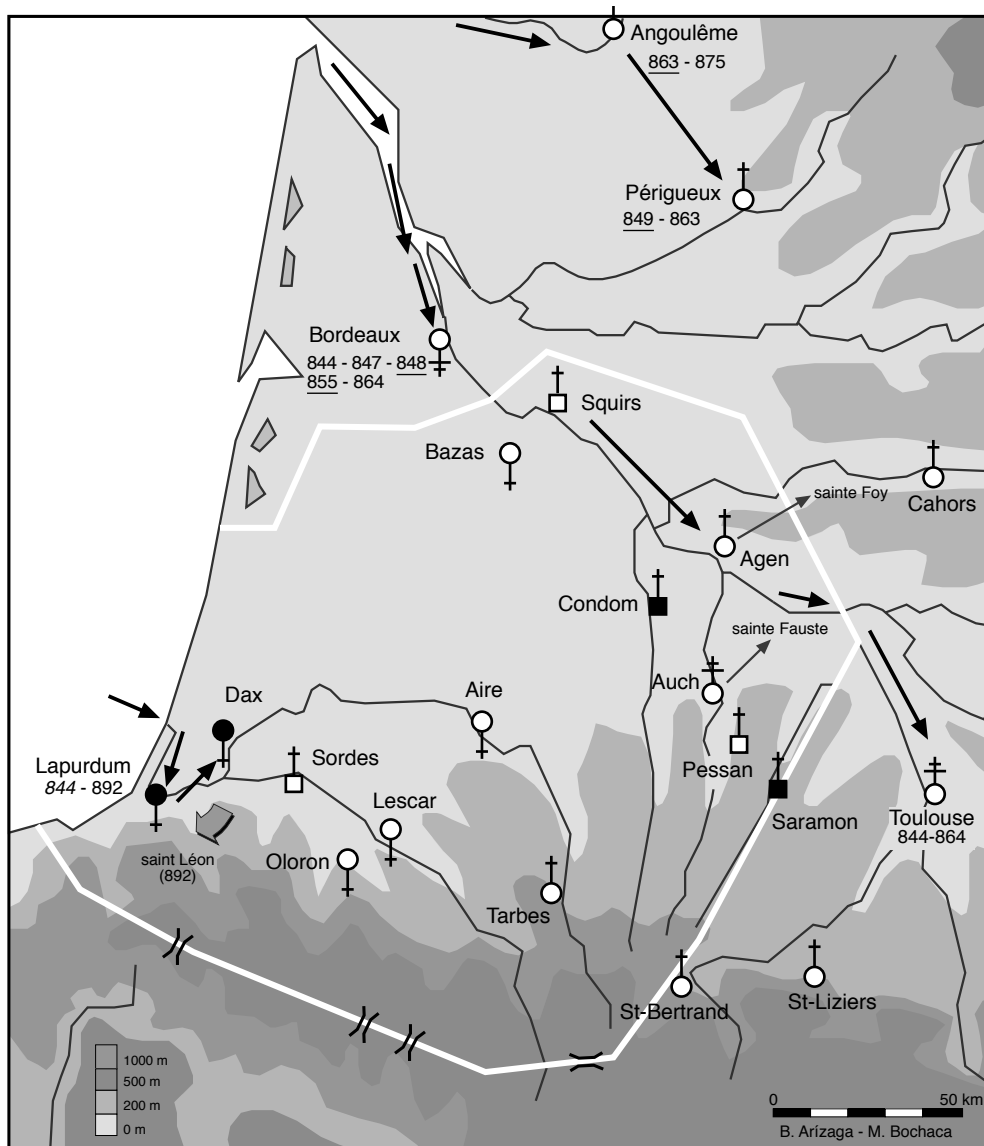 Angoulême
863 - 875
Périgueux
849 - 863
Bordeaux
844 - 847 - 848
855 - 864
Squirs
Bazas
sainte Foy
Cahors
Agen
Condom
sainte Fauste
Auch
Dax
Aire
Lapurdum
844 - 892
Sordes
Pessan
Lescar
Saramon
Toulouse
844-864
saint Léon
(892)
Oloron
Tarbes
St-Bertrand
St-Liziers
1000 m
500 m
200 m
0 m
0 50 km
B. Arízaga - M. Bochaca